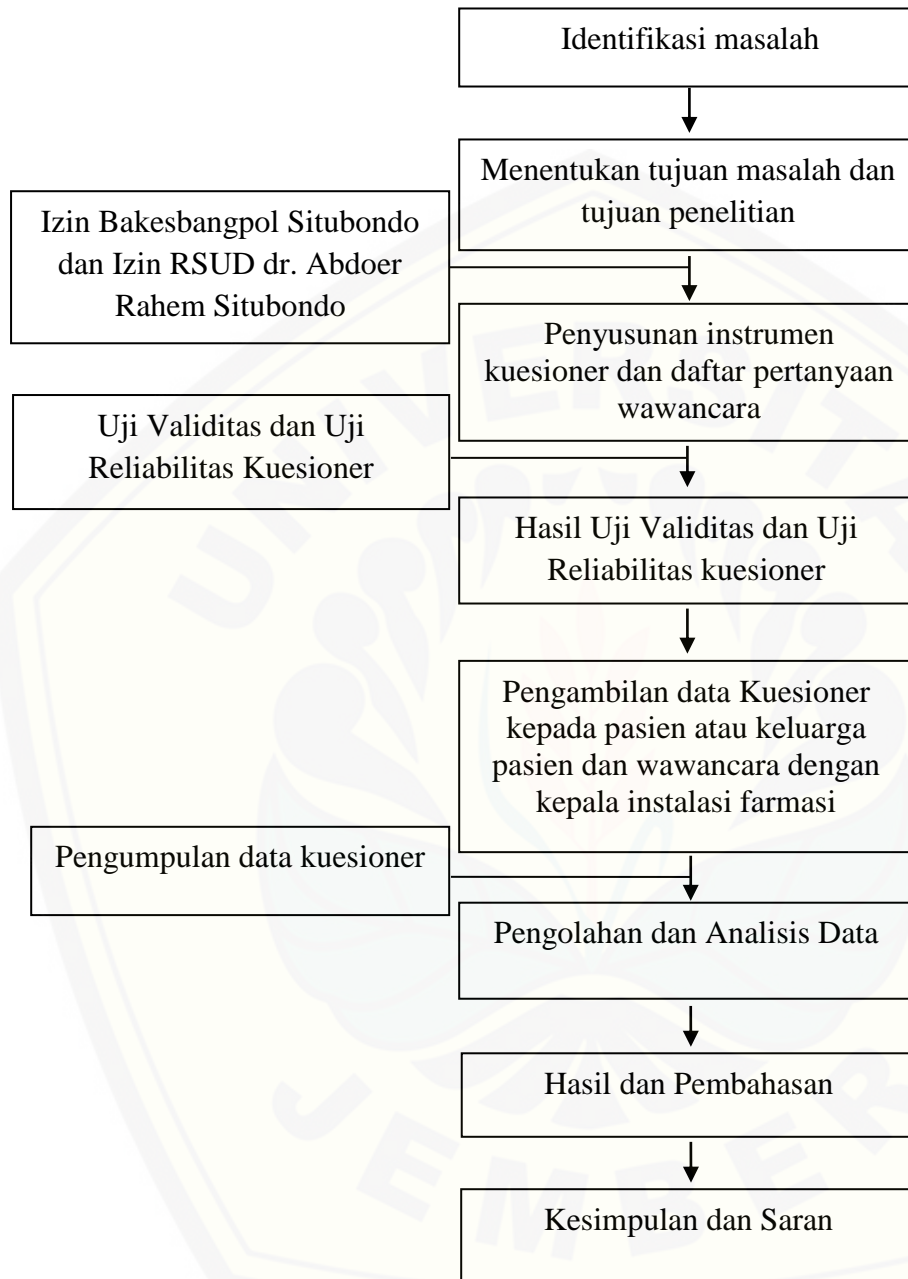 Identifikasi masalah
Menentukan tujuan masalah dan
tujuan penelitian
Izin Bakesbangpol Situbondo
dan Izin RSUD dr. Abdoer
Rahem Situbondo
Penyusunan instrumen
kuesioner dan daftar pertanyaan
wawancara
Uji Validitas dan Uji
Reliabilitas Kuesioner
Hasil Uji Validitas dan Uji
Reliabilitas kuesioner
Pengambilan data Kuesioner
kepada pasien atau keluarga
pasien dan wawancara dengan
kepala instalasi farmasi
Pengumpulan data kuesioner
Pengolahan dan Analisis Data
Hasil dan Pembahasan
Kesimpulan dan Saran
UNIVERSITA
JEMBER